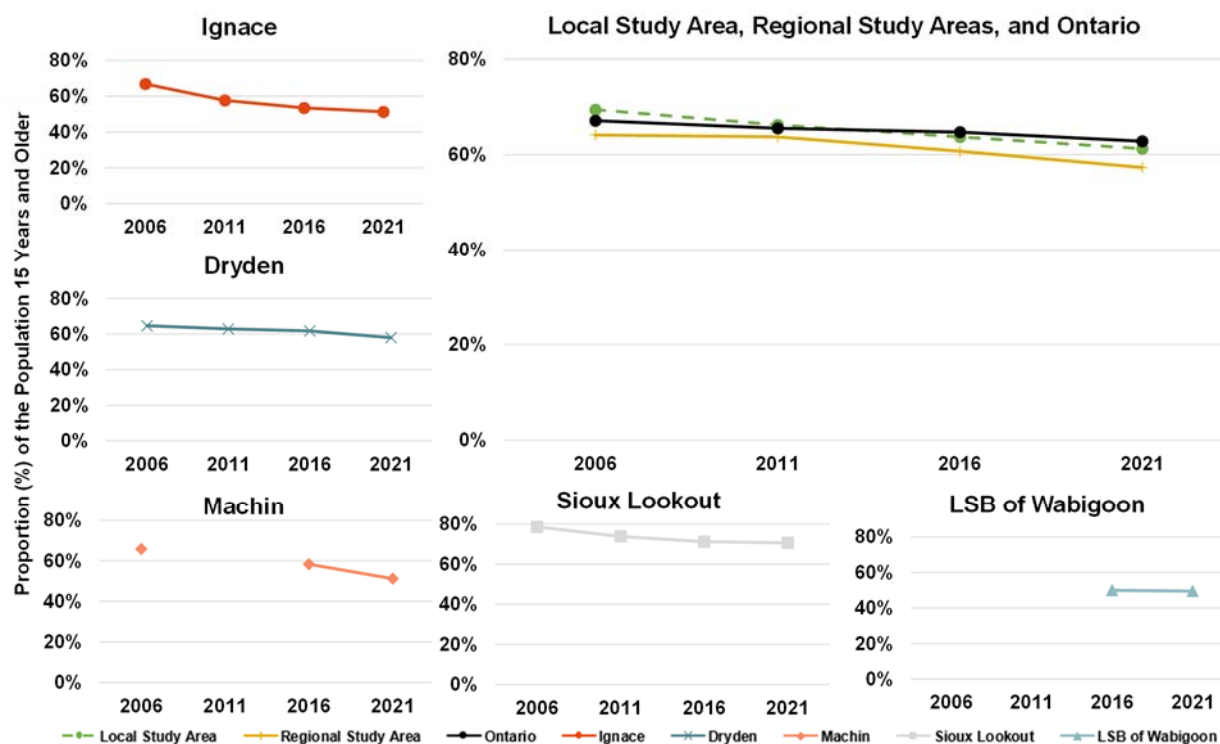 Proportion (%) of the Population 15 Years and Older
Ignace
80%
60%
40%
20%
0%
2006 2011 2016 2021
Local Study Area, Regional Study Areas, and Ontario
80%
60%
40%
20%
0%
2006 2011 2016 2021
Dryden
80%
60%
40%
20%
0%
2006 2011 2016 2021
Machin
80%
60%
40%
20%
0%
2006 2011 2016 2021
Sioux Lookout
80%
60%
40%
20%
0%
2006 2011 2016 2021
LSB of Wabigoon
80%
60%
40%
20%
0%
2006 2011 2016 2021
Local Study Area Regional Study Area Ontario Ignace Dryden Machin Sioux Lookout LSB of Wabigoon